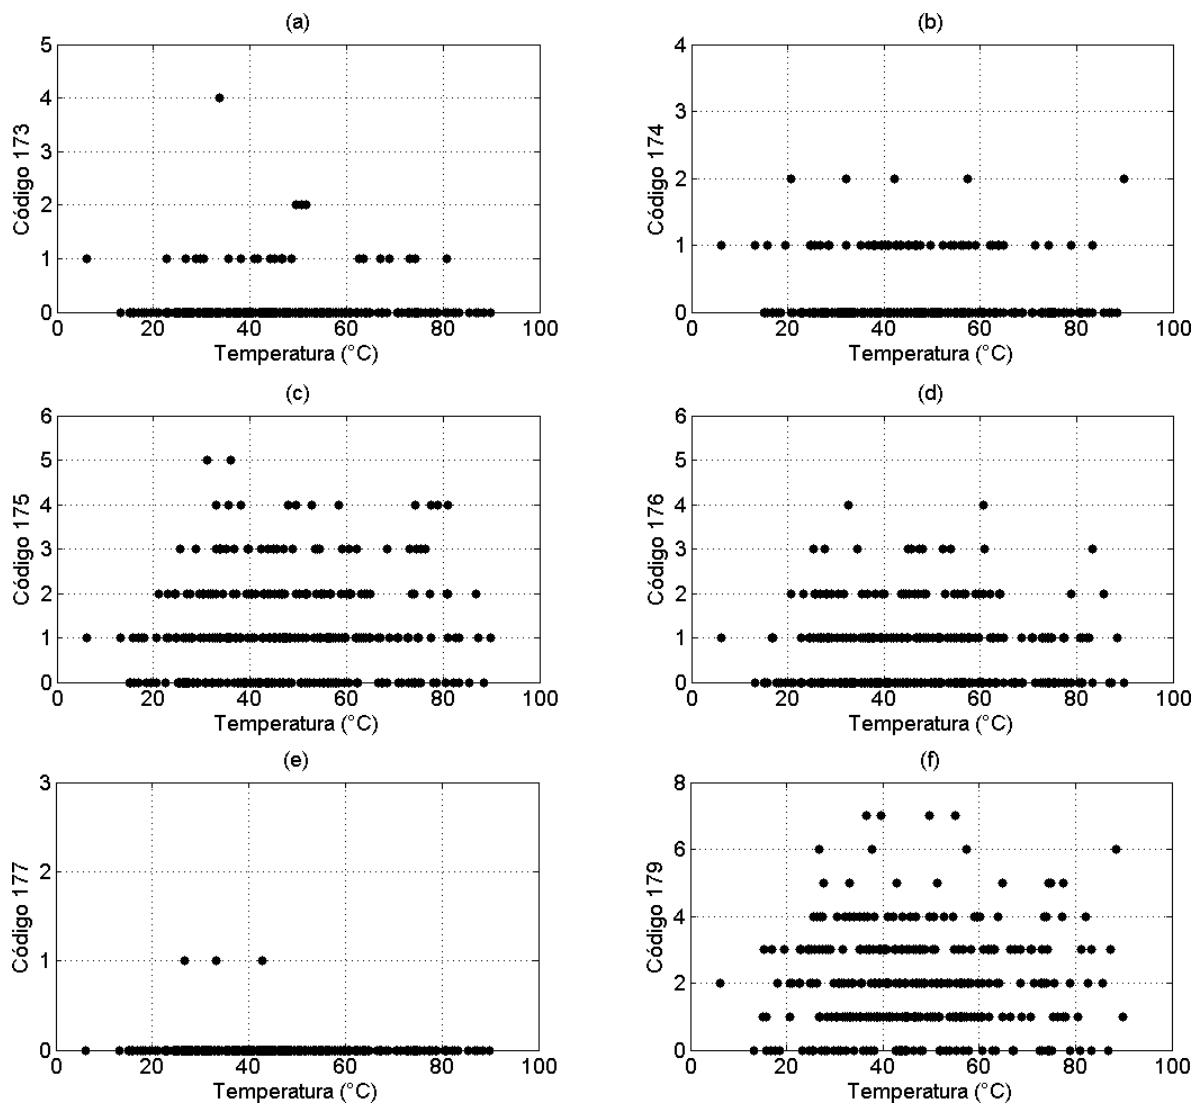 (a)
5
4
3
2
1
0
Código 173
0 20 40 60 80 100
Temperatura (°C)
(b)
4
3
2
1
0
Código 174
0 20 40 60 80 100
Temperatura (°C)
(c)
6
5
4
3
2
1
0
Código 175
0 20 40 60 80 100
Temperatura (°C)
(d)
6
5
4
3
2
1
0
Código 176
0 20 40 60 80 100
Temperatura (°C)
(e)
3
2
1
0
Código 177
0 20 40 60 80 100
Temperatura (°C)
(f)
8
6
4
2
0
Código 179
0 20 40 60 80 100
Temperatura (°C)